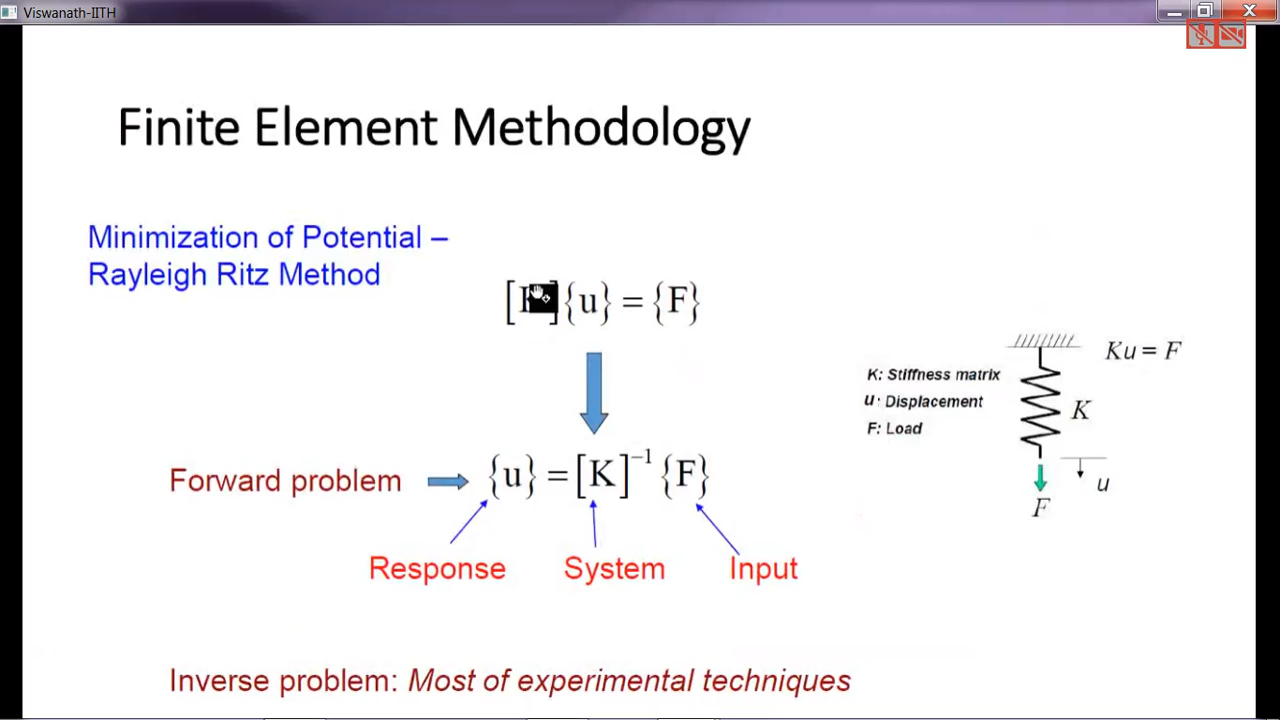 Viswanath-IITH
Finite Element Methodology
Minimization of Potential –
Rayleigh Ritz Method
[ ]{u} = {F}
Ku = F
K: Stiffness matrix
u: Displacement
F: Load
K
u
F
Forward problem
{u} = [K]⁻¹ {F}
Response
System
Input
Inverse problem: Most of experimental techniques